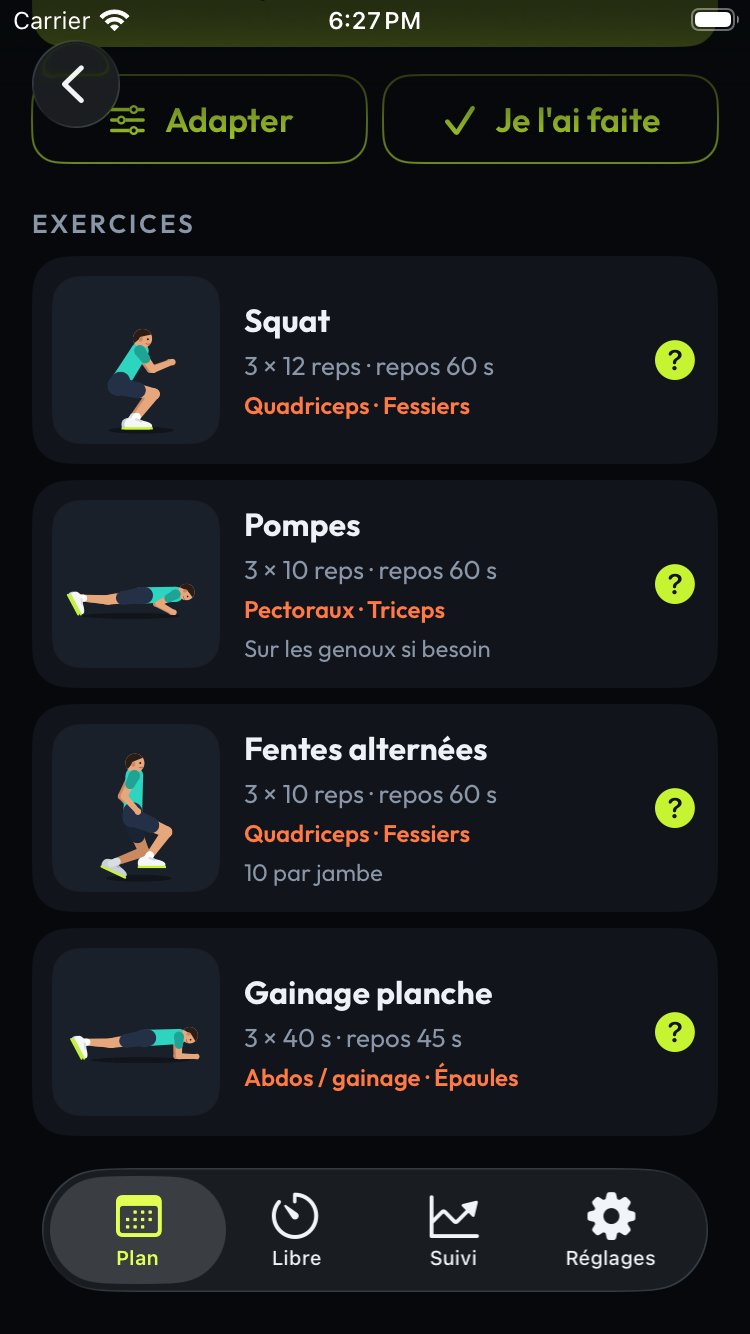 Carrier 6:27 PM
Adapter
Je l'ai faite
EXERCICES
Squat
3 × 12 reps · repos 60 s
Quadriceps · Fessiers
?
Pompes
3 × 10 reps · repos 60 s
Pectoraux · Triceps
Sur les genoux si besoin
?
Fentes alternées
3 × 10 reps · repos 60 s
Quadriceps · Fessiers
10 par jambe
?
Gainage planche
3 × 40 s · repos 45 s
Abdos / gainage · Épaules
?
Plan
Libre
Suivi
Réglages